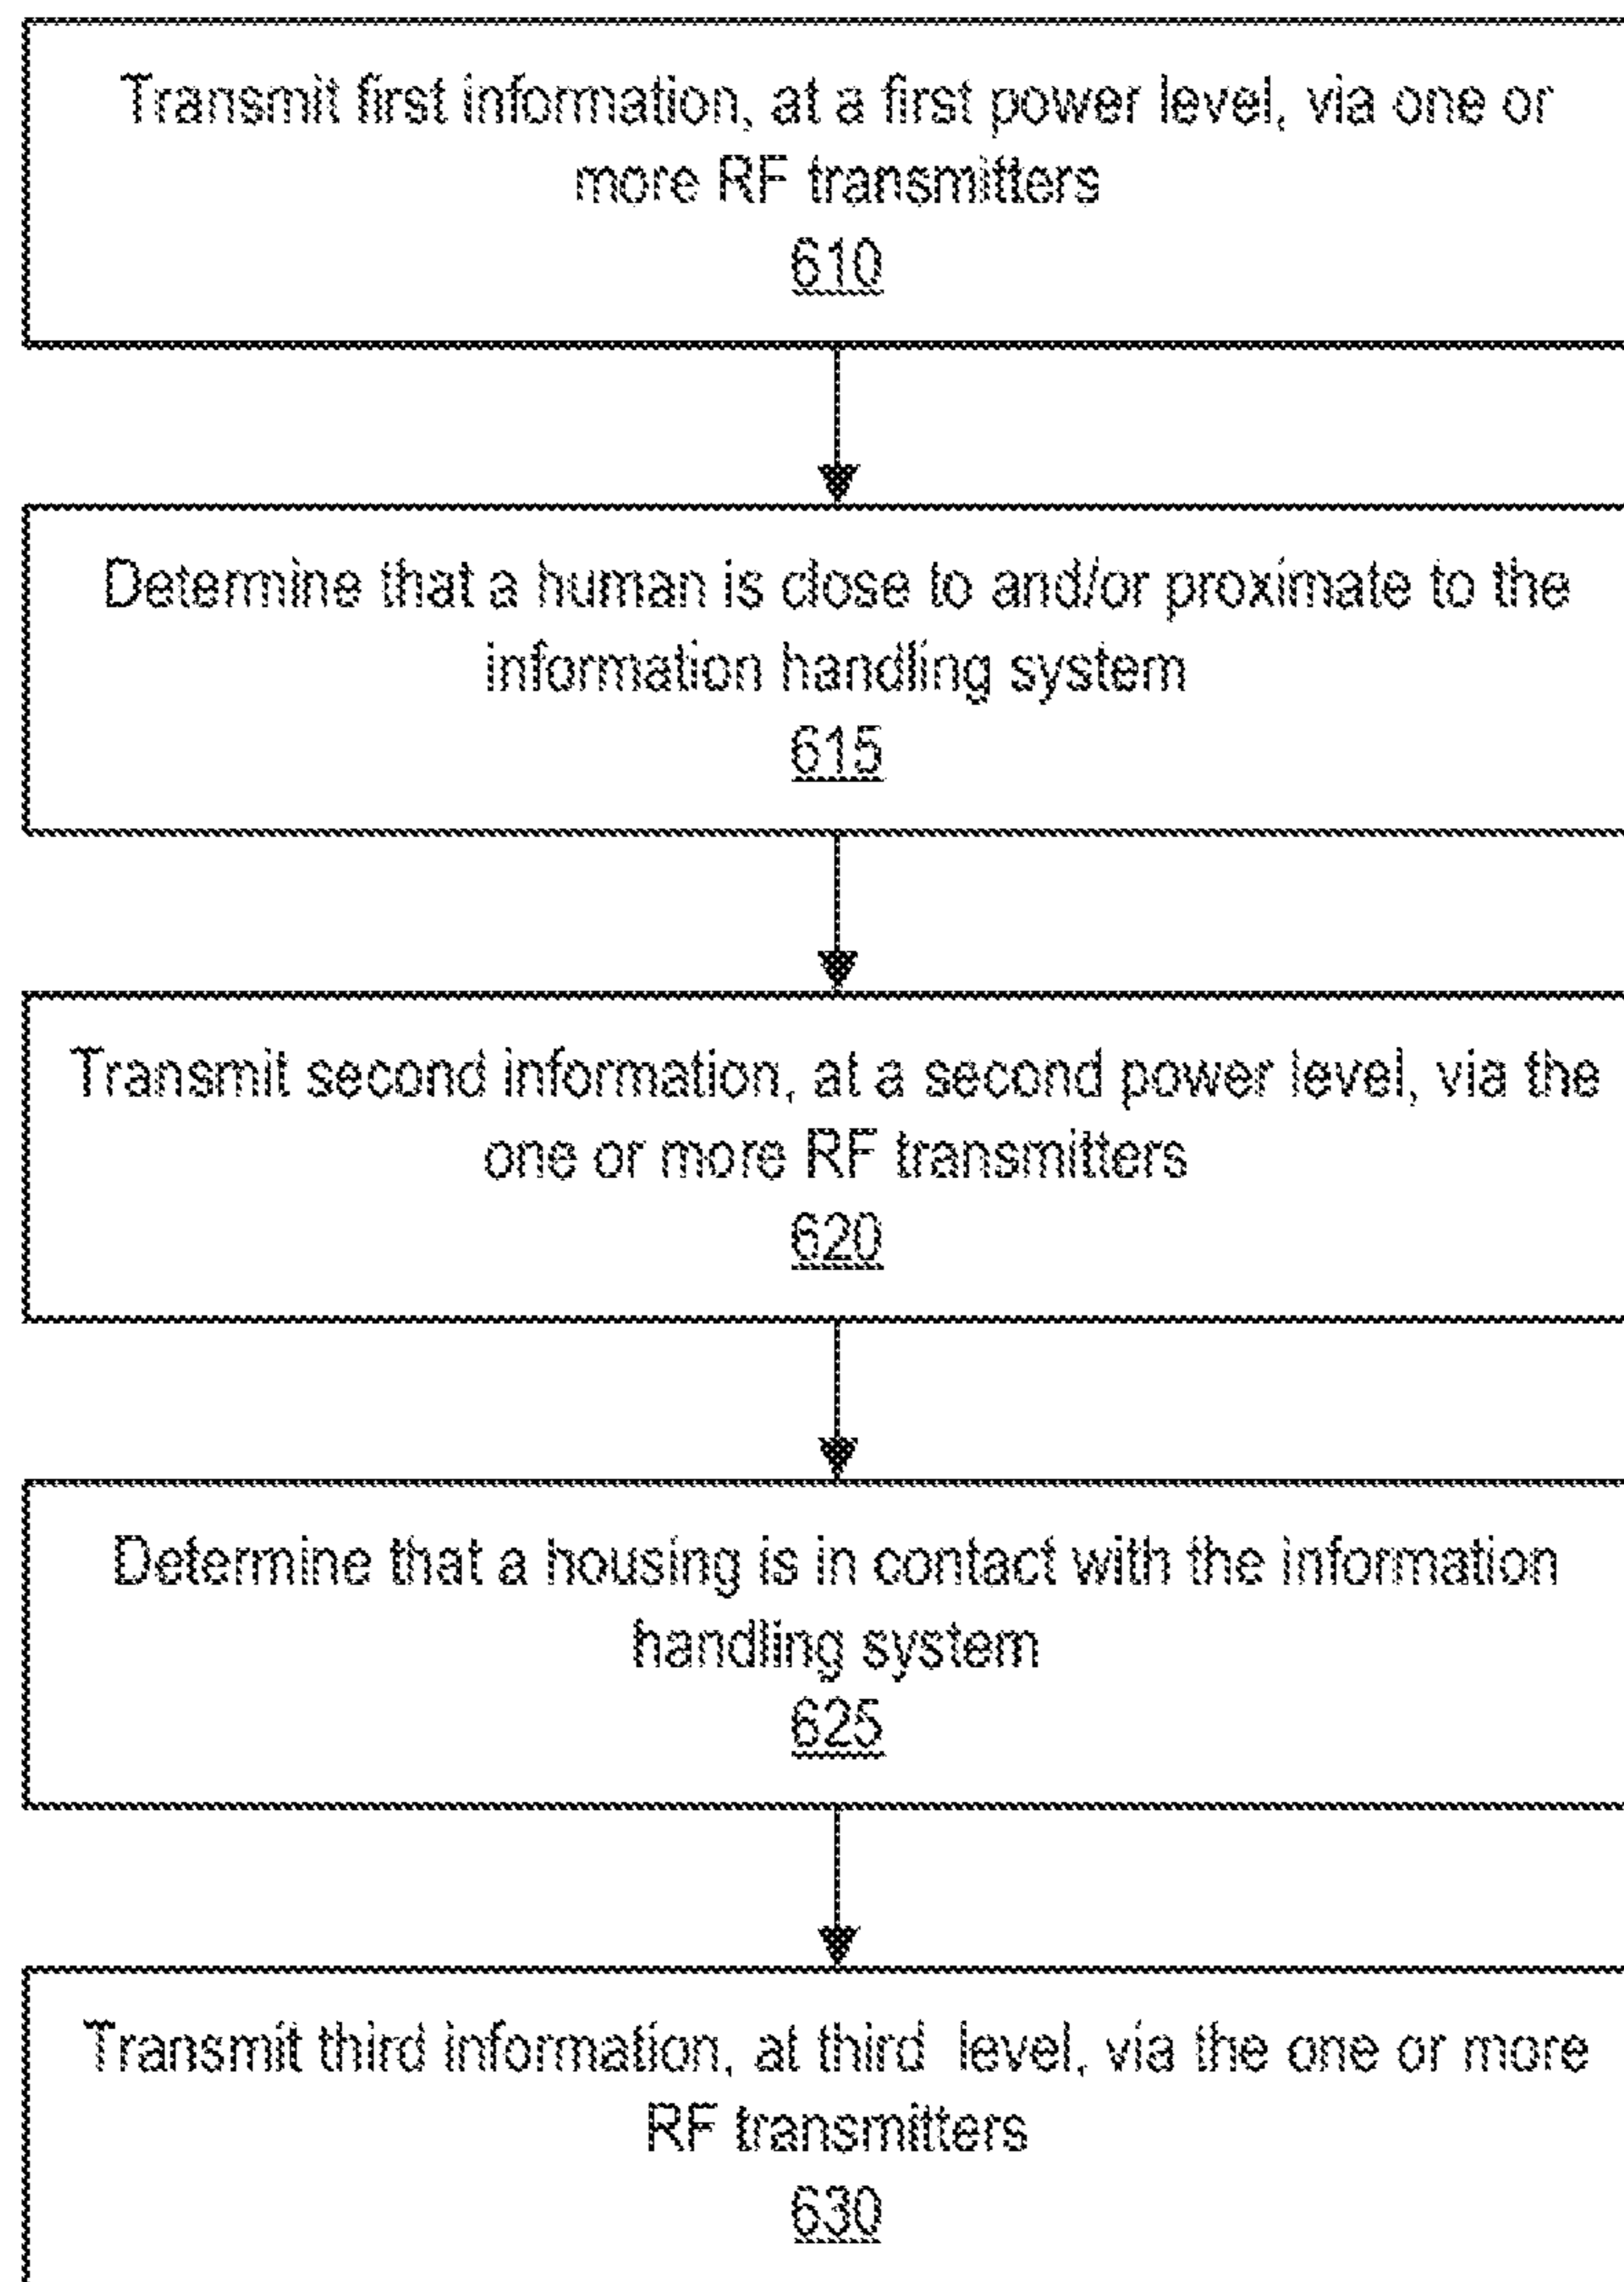 Transmit first information, at a first power level, via one or
more RF transmitters
610
Determine that a human is close to and/or proximate to the
information handling system
615
Transmit second information, at a second power level, via the
one or more RF transmitters
620
Determine that a housing is in contact with the information
handling system
625
Transmit third information, at third level, via the one or more
RF transmitters
630